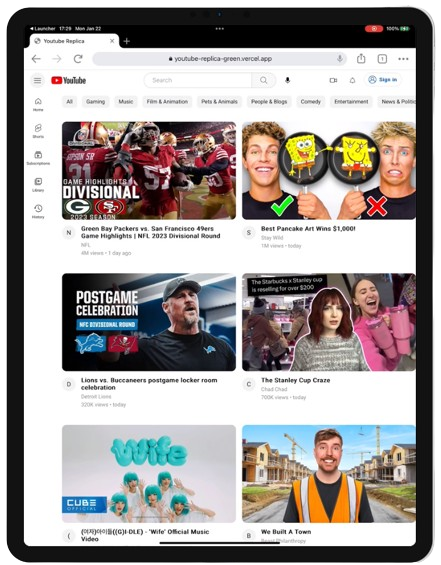 Launcher 17:29 Mon Jan 22
100%
Youtube Replica
youtube-replica-green.vercel.app
1
YouTube
Search
Sign in
All Gaming Music Film & Animation Pets & Animals People & Blogs Comedy Entertainment News & Politic
Home
Shorts
Subscriptions
Library
History
GAME HIGHLIGHTS
DIVISIONAL
2023 SEASON
N
Green Bay Packers vs. San Francisco 49ers
Game Highlights | NFL 2023 Divisional Round
NFL
4M views • 1 day ago
S
Best Pancake Art Wins $1,000!
Stay Wild
1M views • today
POSTGAME
CELEBRATION
NFC DIVISIONAL ROUND
D
Lions vs. Buccaneers postgame locker room
celebration
Detroit Lions
520K views • today
The Starbucks x Stanley cup
is reselling for over $200
C
The Stanley Cup Craze
Chad Chad
700K views • today
Wife
CUBE
OFFICIAL
(
(여자)아이들((G)I-DLE) - 'Wife' Official Music
Video
B
We Built A Town
Philanthropy